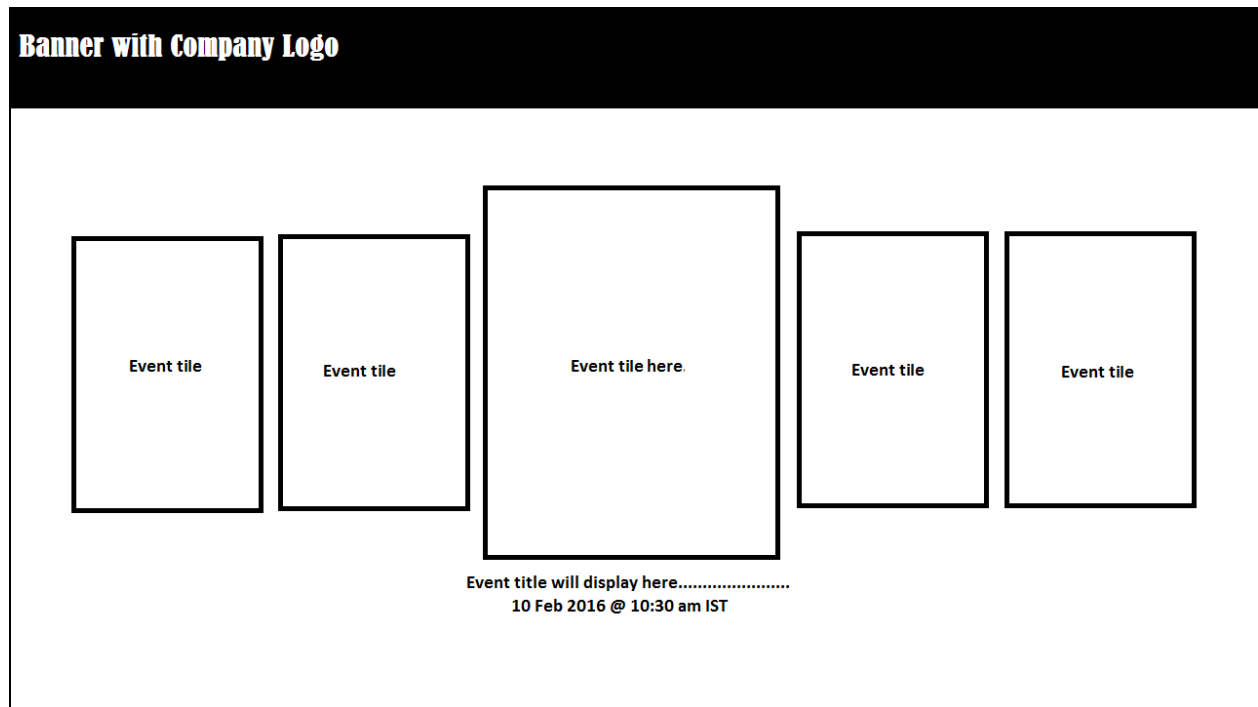 Banner with Company Logo
Event tile
Event tile
Event tile here.
Event tile
Event tile
Event title will display here.......................
10 Feb 2016 @ 10:30 am IST